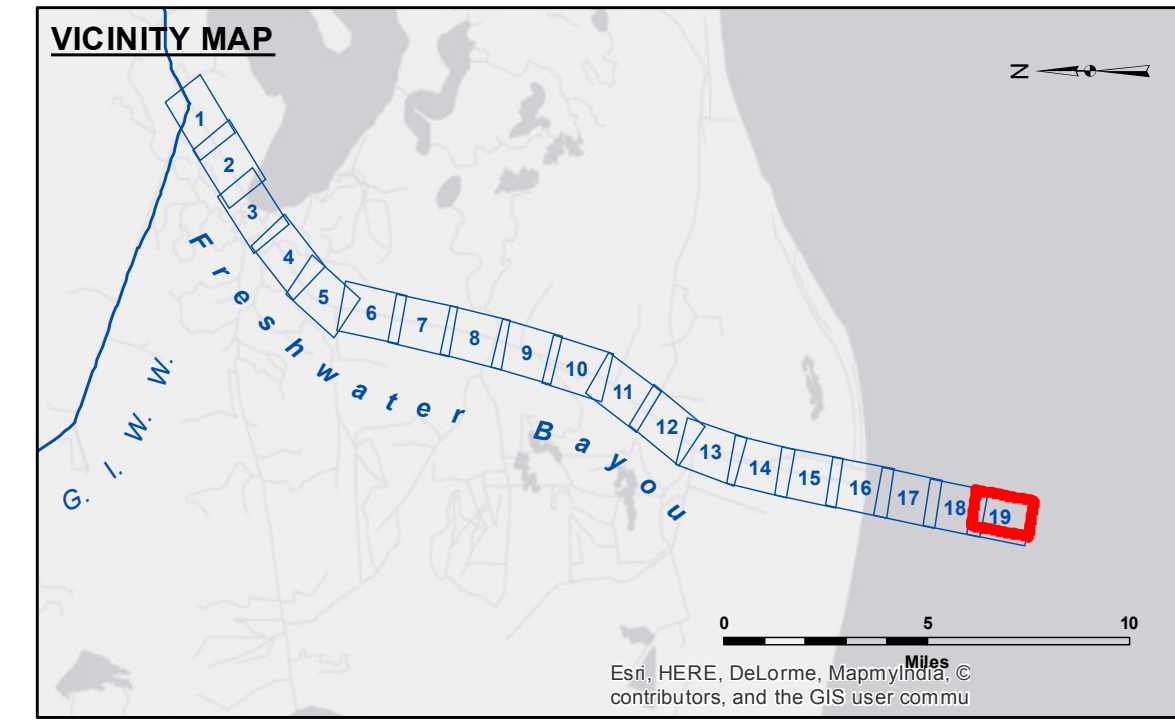 VICINITY MAP
N
1
2
3
4
5
6
7
8
9
10
11
12
13
14
15
16
17
18
19
Freshwater Bayou
G. I. W. W.
0 5 10
Miles
Esri, HERE, DeLorme, MapmyIndia, ©
contributors, and the GIS user commu